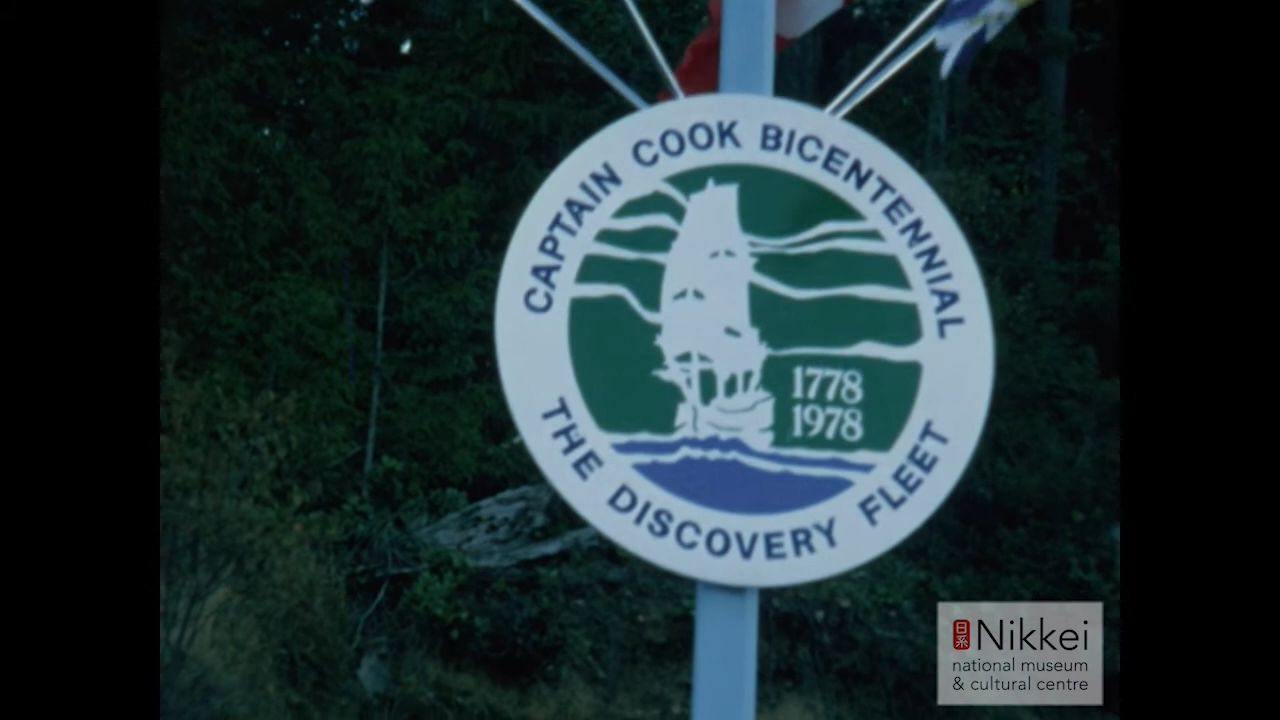 CAPTAIN COOK BICENTENNIAL
1778
1978
THE DISCOVERY FLEET
日系 Nikkei
national museum
& cultural centre